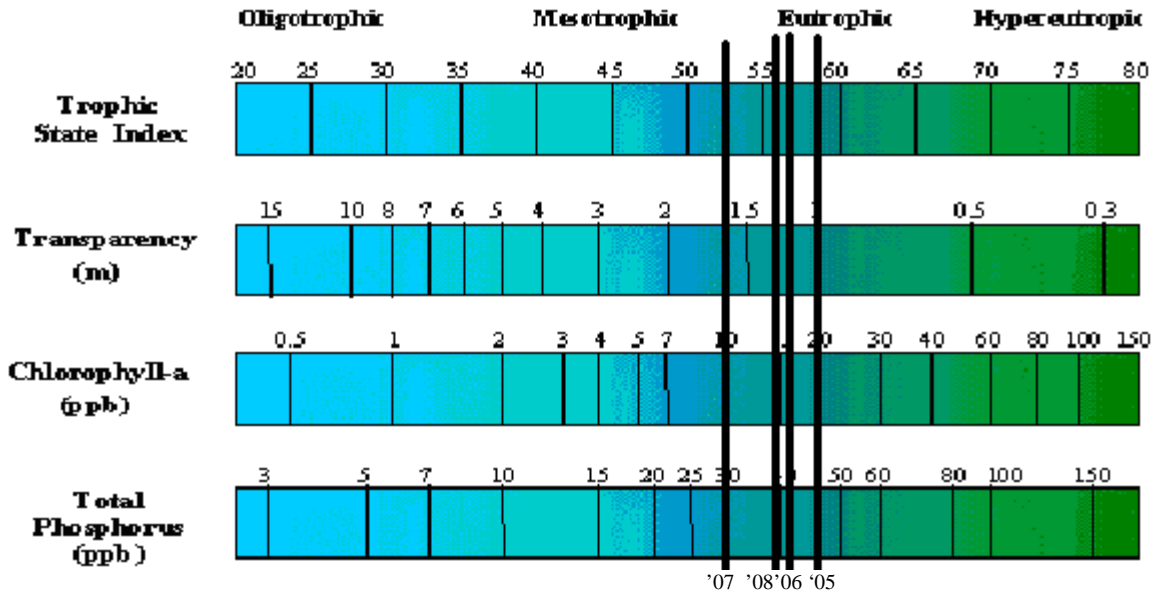 Oligotrophic Mesotrophic Eutrophic Hypereutropic
20 25 30 35 40 45 50 55 60 65 70 75 80
Trophic
State Index
15 10 8 7 6 5 4 3 2 1.5 0.5 0.3
Transparency
(m)
0.5 1 2 3 4 5 7 10 20 30 40 60 80 100 150
Chlorophyll-a
(ppb)
3 5 7 10 15 20 25 30 50 60 80 100 150
Total
Phosphorus
(ppb)
’07 ’08 ’06 ‘05